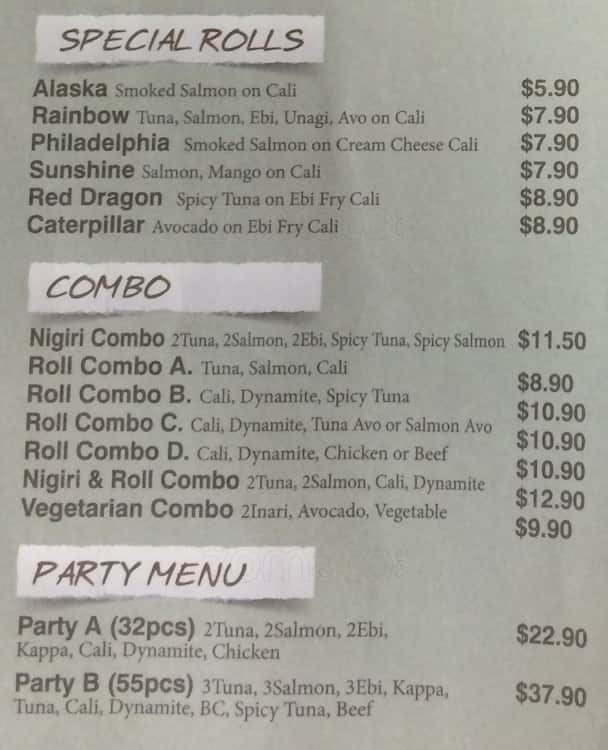 SPECIAL ROLLS
Alaska Smoked Salmon on Cali $5.90
Rainbow Tuna, Salmon, Ebi, Unagi, Avo on Cali $7.90
Philadelphia Smoked Salmon on Cream Cheese Cali $7.90
Sunshine Salmon, Mango on Cali $7.90
Red Dragon Spicy Tuna on Ebi Fry Cali $8.90
Caterpillar Avocado on Ebi Fry Cali $8.90
COMBO
Nigiri Combo 2Tuna, 2Salmon, 2Ebi, Spicy Tuna, Spicy Salmon $11.50
Roll Combo A. Tuna, Salmon, Cali $8.90
Roll Combo B. Cali, Dynamite, Spicy Tuna $10.90
Roll Combo C. Cali, Dynamite, Tuna Avo or Salmon Avo $10.90
Roll Combo D. Cali, Dynamite, Chicken or Beef $10.90
Nigiri & Roll Combo 2Tuna, 2Salmon, Cali, Dynamite $12.90
Vegetarian Combo 2Inari, Avocado, Vegetable $9.90
PARTY MENU
Party A (32pcs) 2Tuna, 2Salmon, 2Ebi, $22.90
Kappa, Cali, Dynamite, Chicken
Party B (55pcs) 3Tuna, 3Salmon, 3Ebi, Kappa, $37.90
Tuna, Cali, Dynamite, BC, Spicy Tuna, Beef